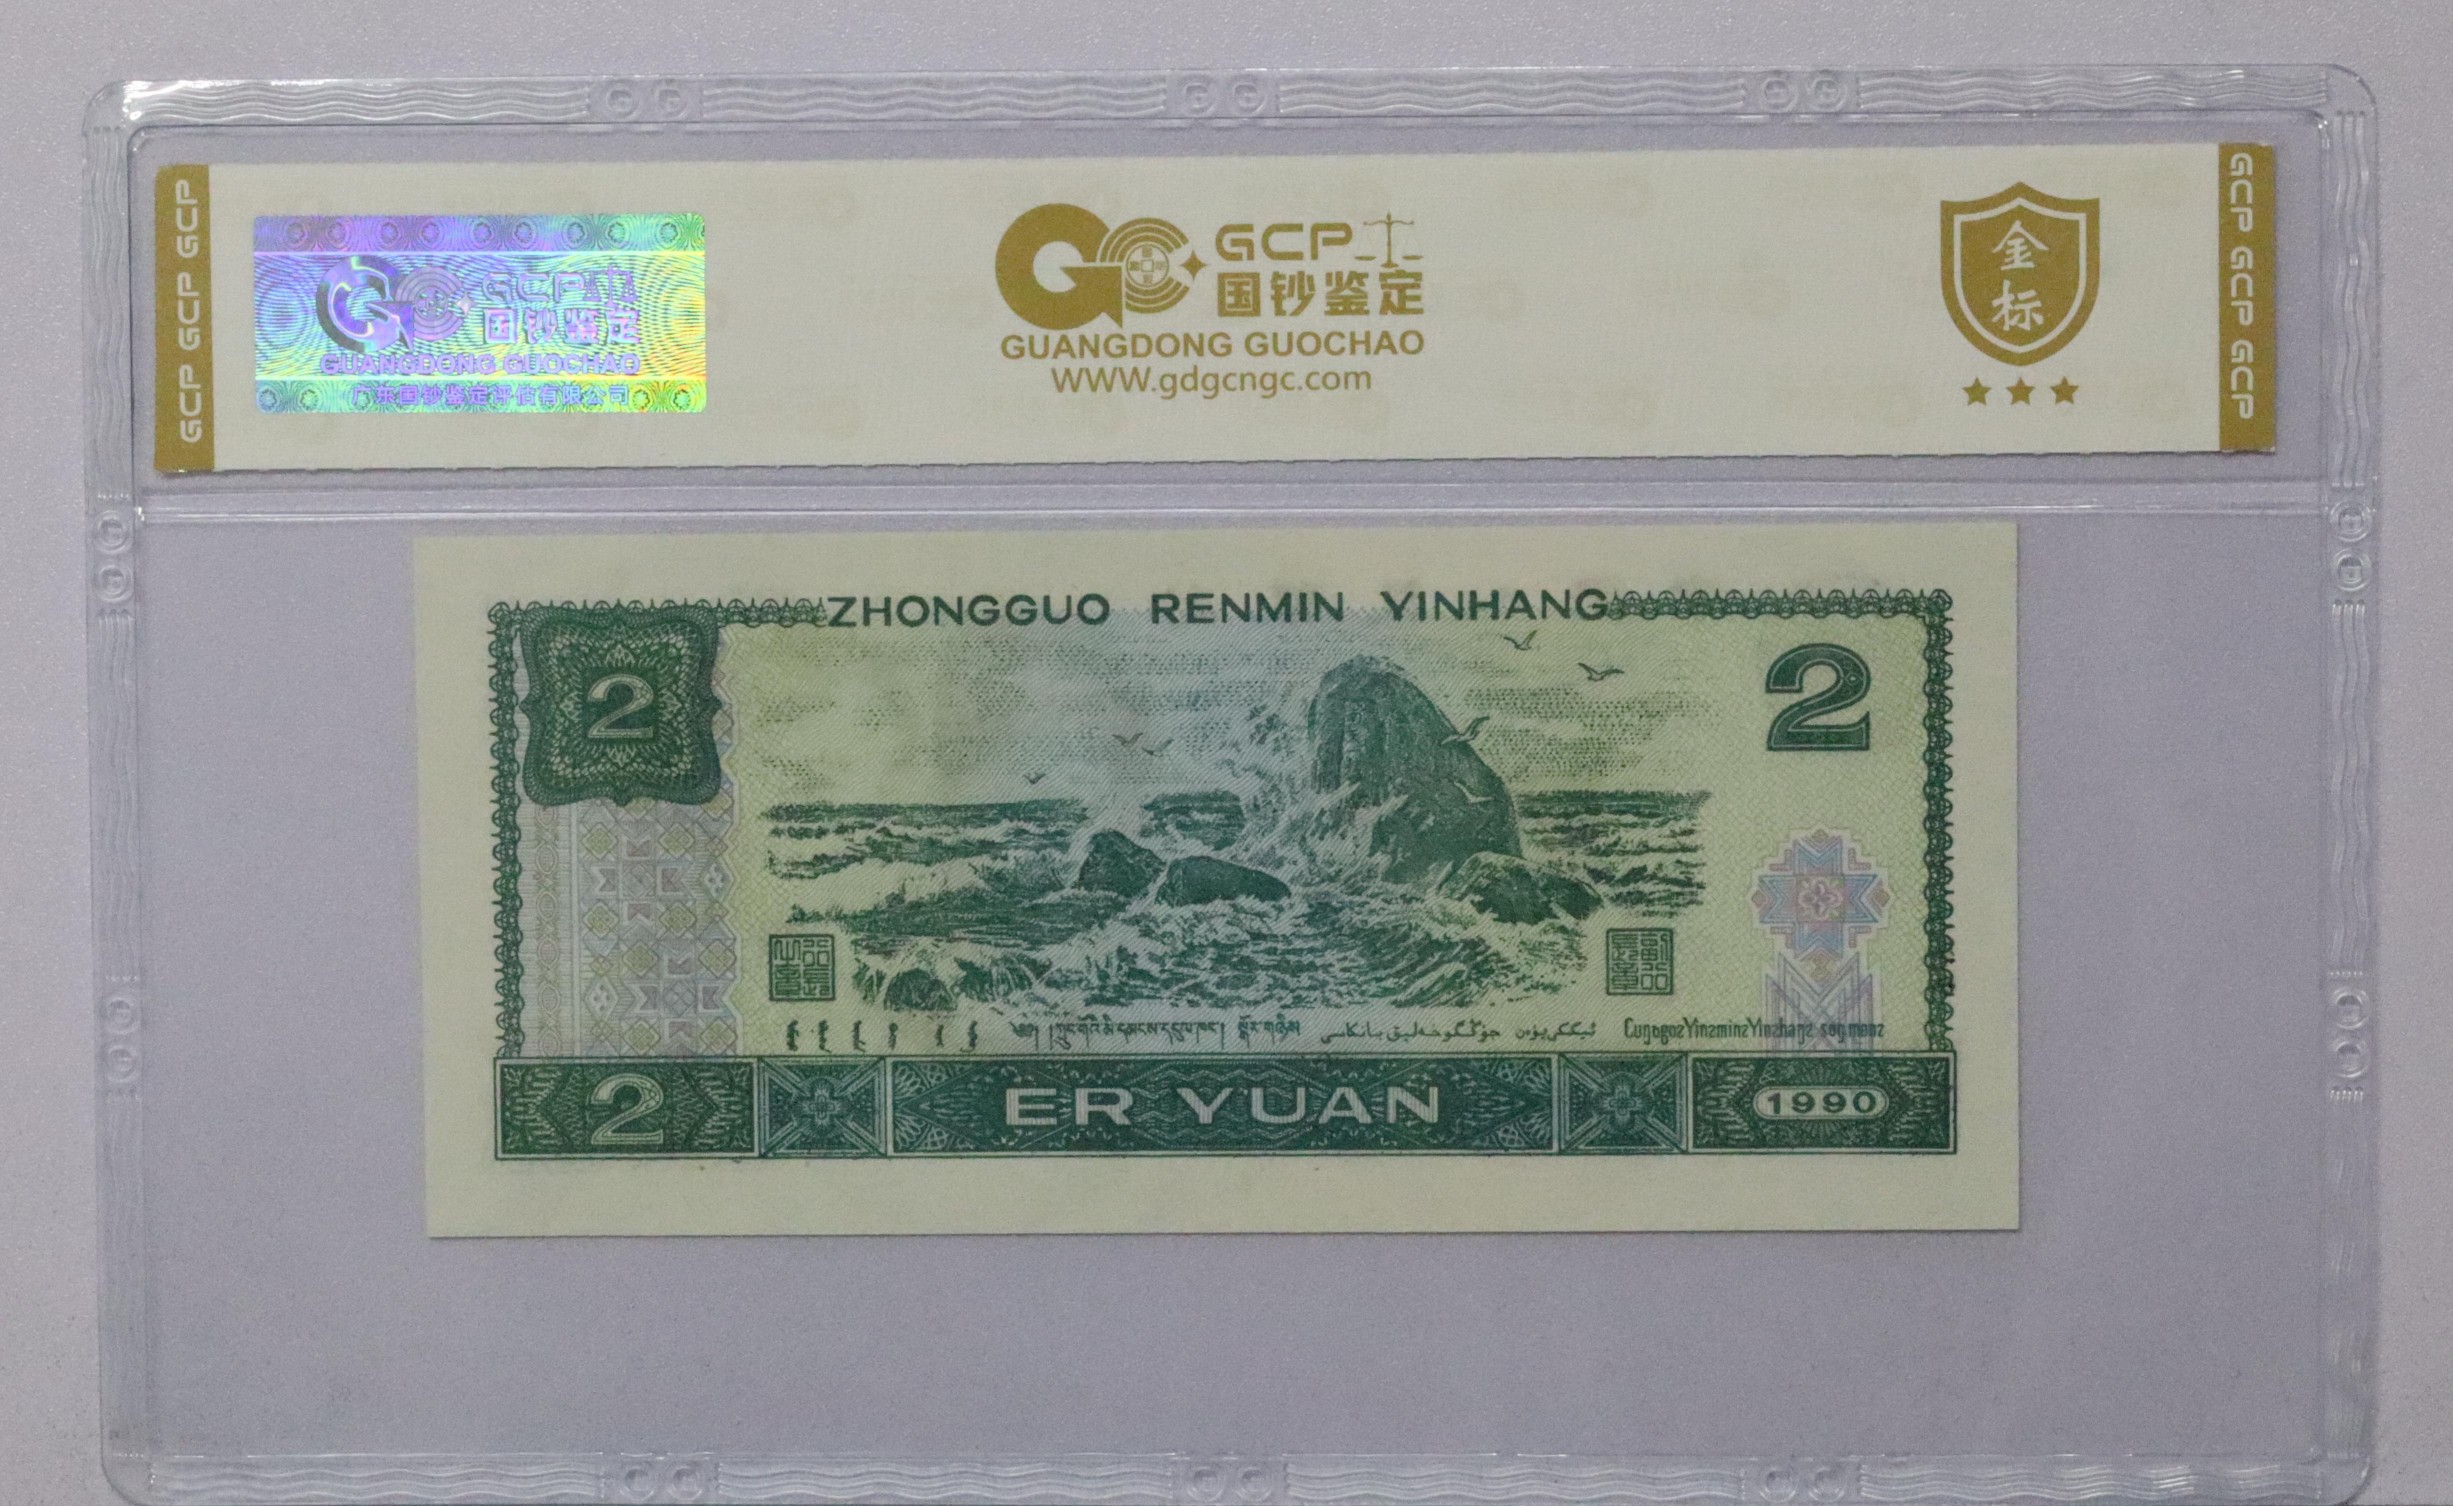 GCP GCP GCP
GCP
国钞鉴定
GUANGDONG GUOCHAO
广东国钞鉴定评估有限公司
GCP
国钞鉴定
GUANGDONG GUOCHAO
WWW.gdgcngc.com
金
标
GCP GCP GCP
ZHONGGUO RENMIN YINHANG
2
2
2
ER YUAN
1990